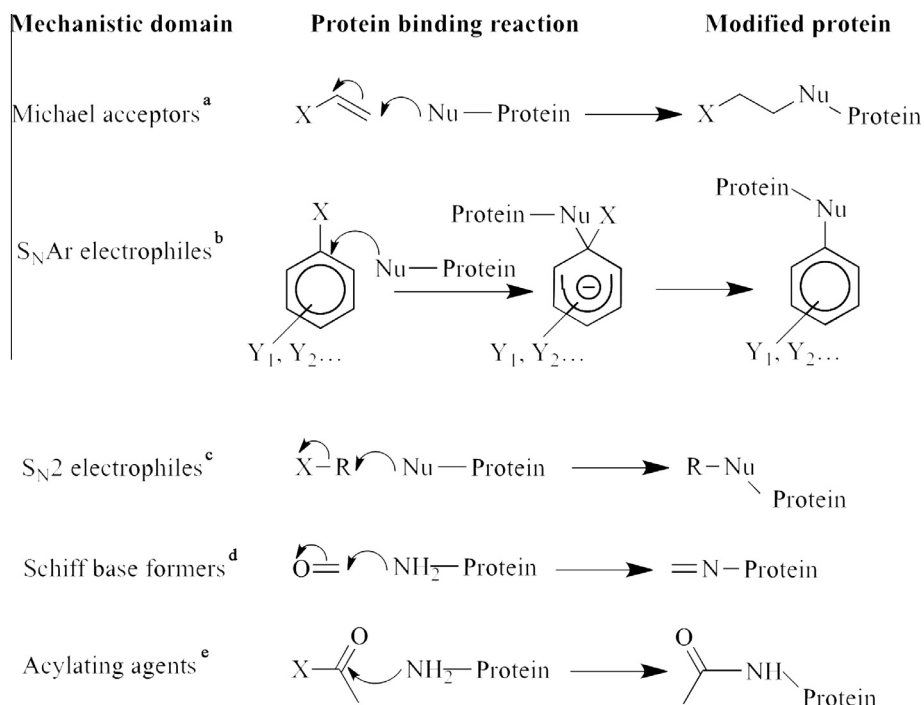 Mechanistic domain Protein binding reaction Modified protein
Michael acceptors a X Nu — Protein X Nu Protein
Protein — Nu X Protein Nu
X
S_NAr electrophiles b Nu — Protein −
Y₁, Y₂... Y₁, Y₂... Y₁, Y₂...
S_N2 electrophiles c X – R Nu — Protein R – Nu Protein
Schiff base formers d O= NH₂ – Protein =N – Protein
Acylating agents e X O NH₂ – Protein O NH Protein